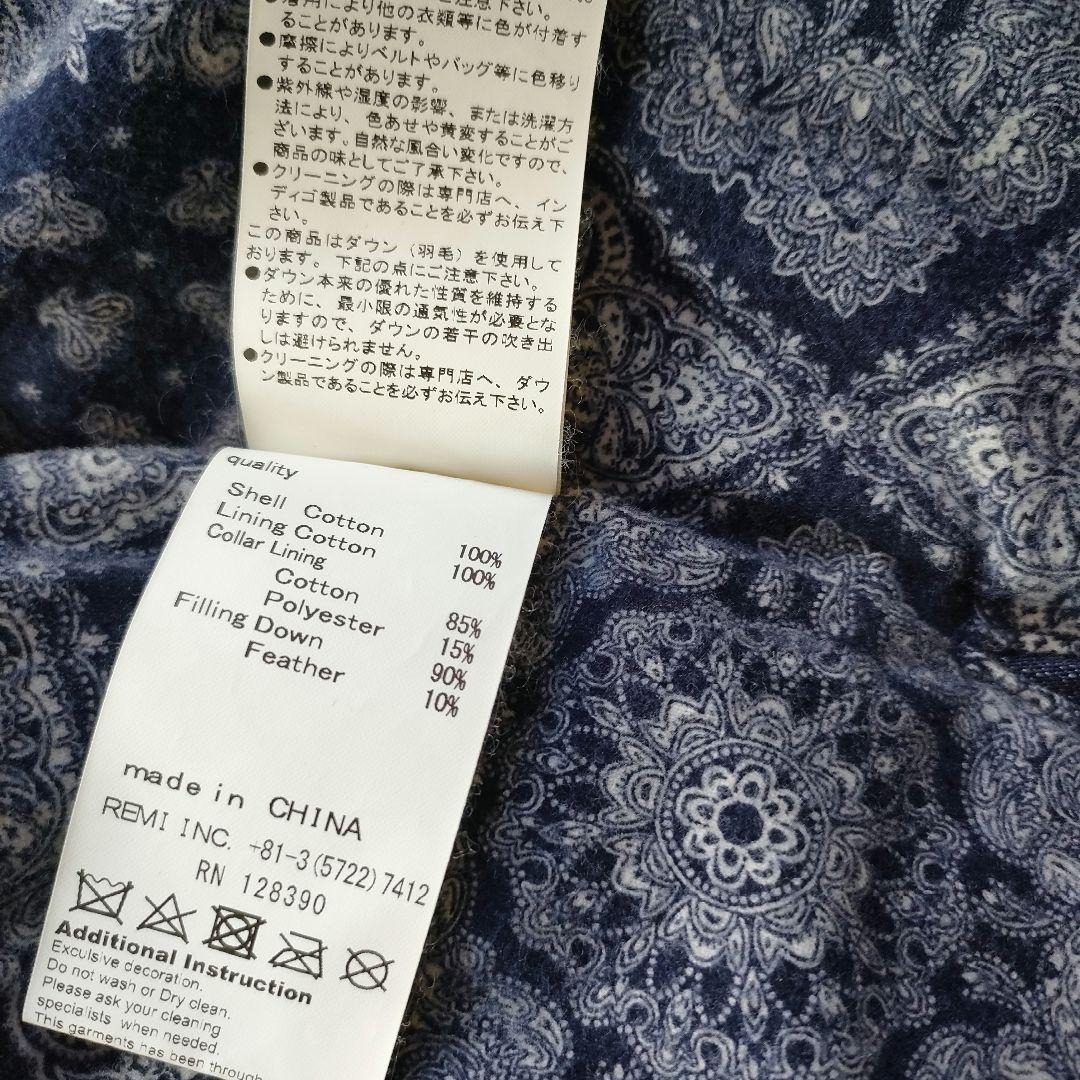 ご注意下さい。
●着用により他の衣類等に色が付着す
ることがあります。
●摩擦によりベルトやバッグ等に色移り
することがあります。
●紫外線や湿度の影響、または洗濯方
法により、色あせや黄変することがご
ざいます。自然な風合い変化ですので、
商品の味としてご了承下さい。
●クリーニングの際は専門店へ、イン
ディゴ製品であることを必ずお伝え下
さい。
この商品はダウン（羽毛）を使用して
おります。下記の点にご注意下さい。
●ダウン本来の優れた性質を維持する
ために、最小限の通気性が必要とな
りますので、ダウンの若干の吹き出
しは避けられません。
●クリーニングの際は専門店へ、ダウ
ン製品であることを必ずお伝え下さい。
quality
Shell Cotton 100%
Lining Cotton 100%
Collar Lining
Cotton 85%
Polyester 15%
Filling Down 90%
Feather 10%
made in CHINA
REMI INC. +81-3(5722)7412
RN 128390
Additional Instruction
Exculsive decoration.
Do not wash or Dry clean.
Please ask your cleaning
specialists when needed.
This garments has been through